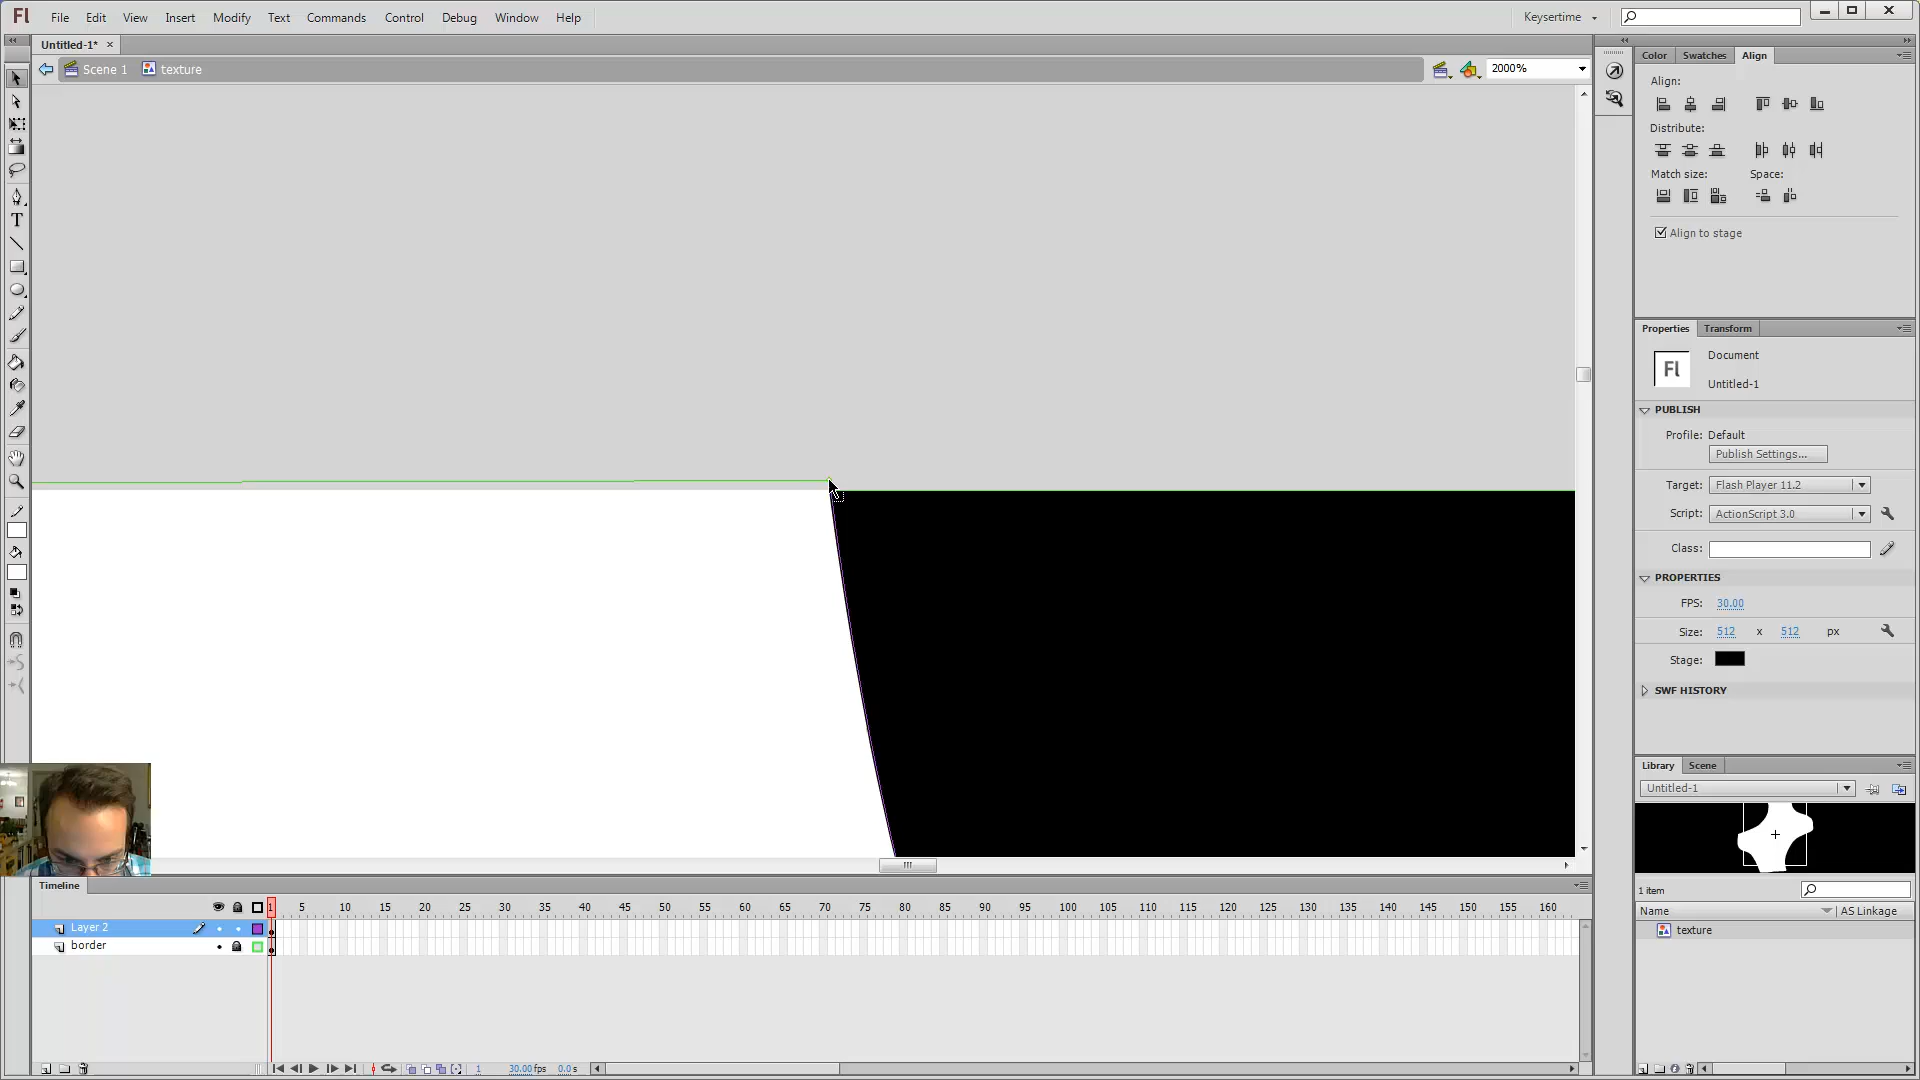 Fl File Edit View Insert Modify Text Commands Control Debug Window Help Keysertime
Untitled-1* ×
Scene 1 texture 2000%
Color Swatches Align
Align:
Distribute:
Match size: Space:
Align to stage
Properties Transform
Fl Document
Untitled-1
PUBLISH
Profile: Default
Publish Settings...
Target: Flash Player 11.2
Script: ActionScript 3.0
Class:
PROPERTIES
FPS: 30.00
Size: 512 x 512 px
Stage:
SWF HISTORY
Library Scene
Untitled-1
1 item
Name AS Linkage
texture
Timeline
1 5 10 15 20 25 30 35 40 45 50 55 60 65 70 75 80 85 90 95 100 105 110 115 120 125 130 135 140 145 150 155 160
Layer 2
border
1 30.00 fps 0.0 s